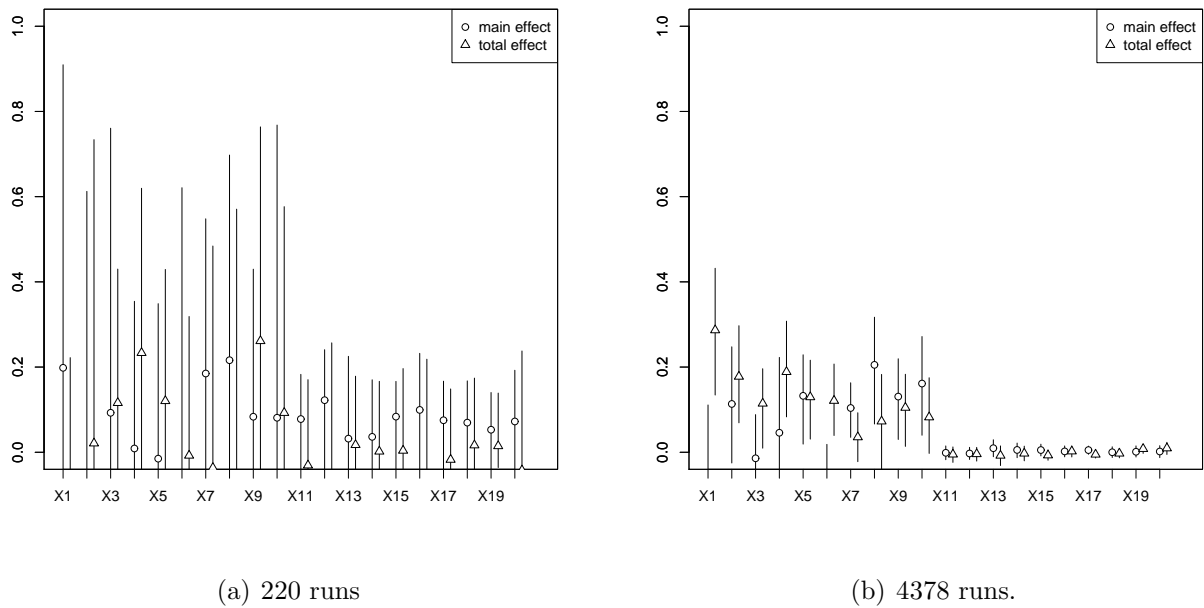 main effect
total effect
1.0
0.8
0.6
0.4
0.2
0.0
X1 X3 X5 X7 X9 X11 X13 X15 X17 X19
(a) 220 runs
main effect
total effect
1.0
0.8
0.6
0.4
0.2
0.0
X1 X3 X5 X7 X9 X11 X13 X15 X17 X19
(b) 4378 runs.